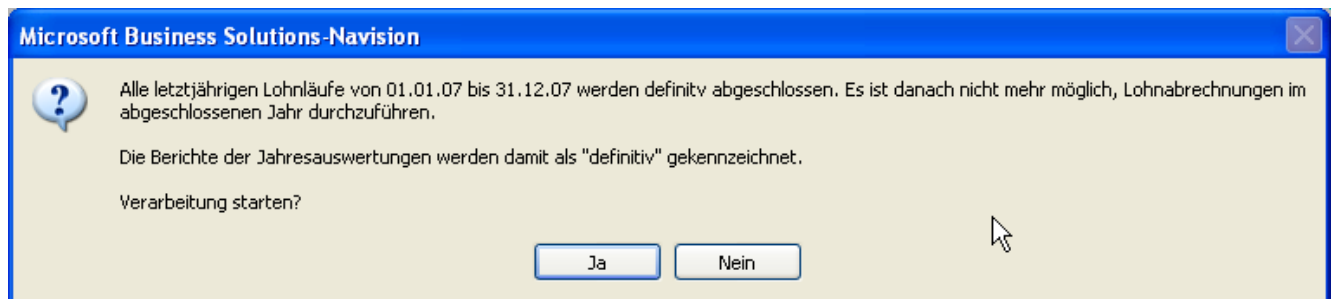 Microsoft Business Solutions-Navision
Alle letztjährigen Lohnläufe von 01.01.07 bis 31.12.07 werden definitv abgeschlossen. Es ist danach nicht mehr möglich, Lohnabrechnungen im
abgeschlossenen Jahr durchzuführen.
Die Berichte der Jahresauswertungen werden damit als "definitiv" gekennzeichnet.
Verarbeitung starten?
Ja Nein